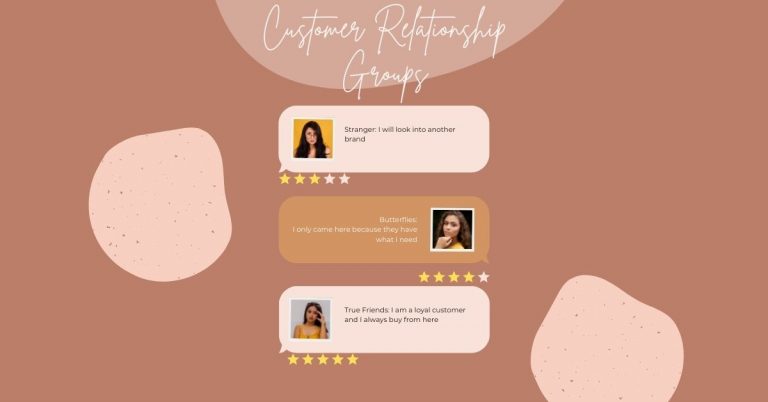 Customer Relationship
Groups
Stranger: I will look into another
brand
Butterflies:
I only came here because they have
what I need
True Friends: I am a loyal customer
and I always buy from here